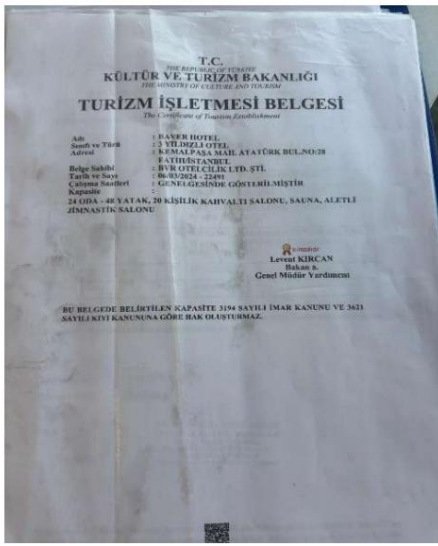 T.C.
THE REPUBLIC OF TÜRKİYE
KÜLTÜR VE TURİZM BAKANLIĞI
THE MINISTRY OF CULTURE AND TOURISM
TURİZM İŞLETMESİ BELGESİ
The Certificate of Tourism Establishment
Adı : BAVER HOTEL
Sınıfı ve Türü : 3 YILDIZLI OTEL
Adresi : KEMALPAŞA MAH. ATATÜRK BUL.NO:28
FATİH/İSTANBUL
Belge Sahibi : BVR OTELCİLİK LTD. ŞTİ.
Tarih ve Sayı : 06/03/2024 - 22491
Çalışma Saatleri : GENELGESİNDE GÖSTERİLMİŞTİR
Kapasite :
24 ODA - 48 YATAK, 20 KİŞİLİK KAHVALTI SALONU, SAUNA, ALETLİ
JİMNASTİK SALONU
e-imzalıdır
Levent KIRCAN
Bakan a.
Genel Müdür Yardımcısı
BU BELGEDE BELİRTİLEN KAPASİTE 3194 SAYILI İMAR KANUNU VE 3621
SAYILI KIYI KANUNUNA GÖRE HAK OLUŞTURMAZ.